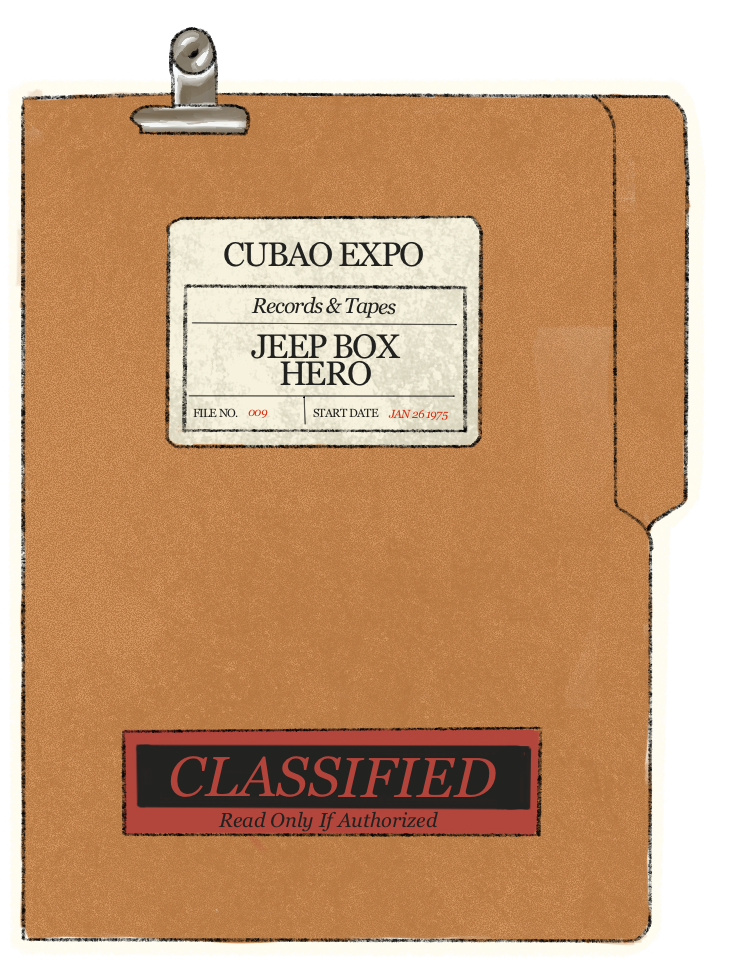 CUBAO EXPO
Records & Tapes
JEEP BOX
HERO
FILE NO. 009 START DATE JAN 26 1975
CLASSIFIED
Read Only If Authorized